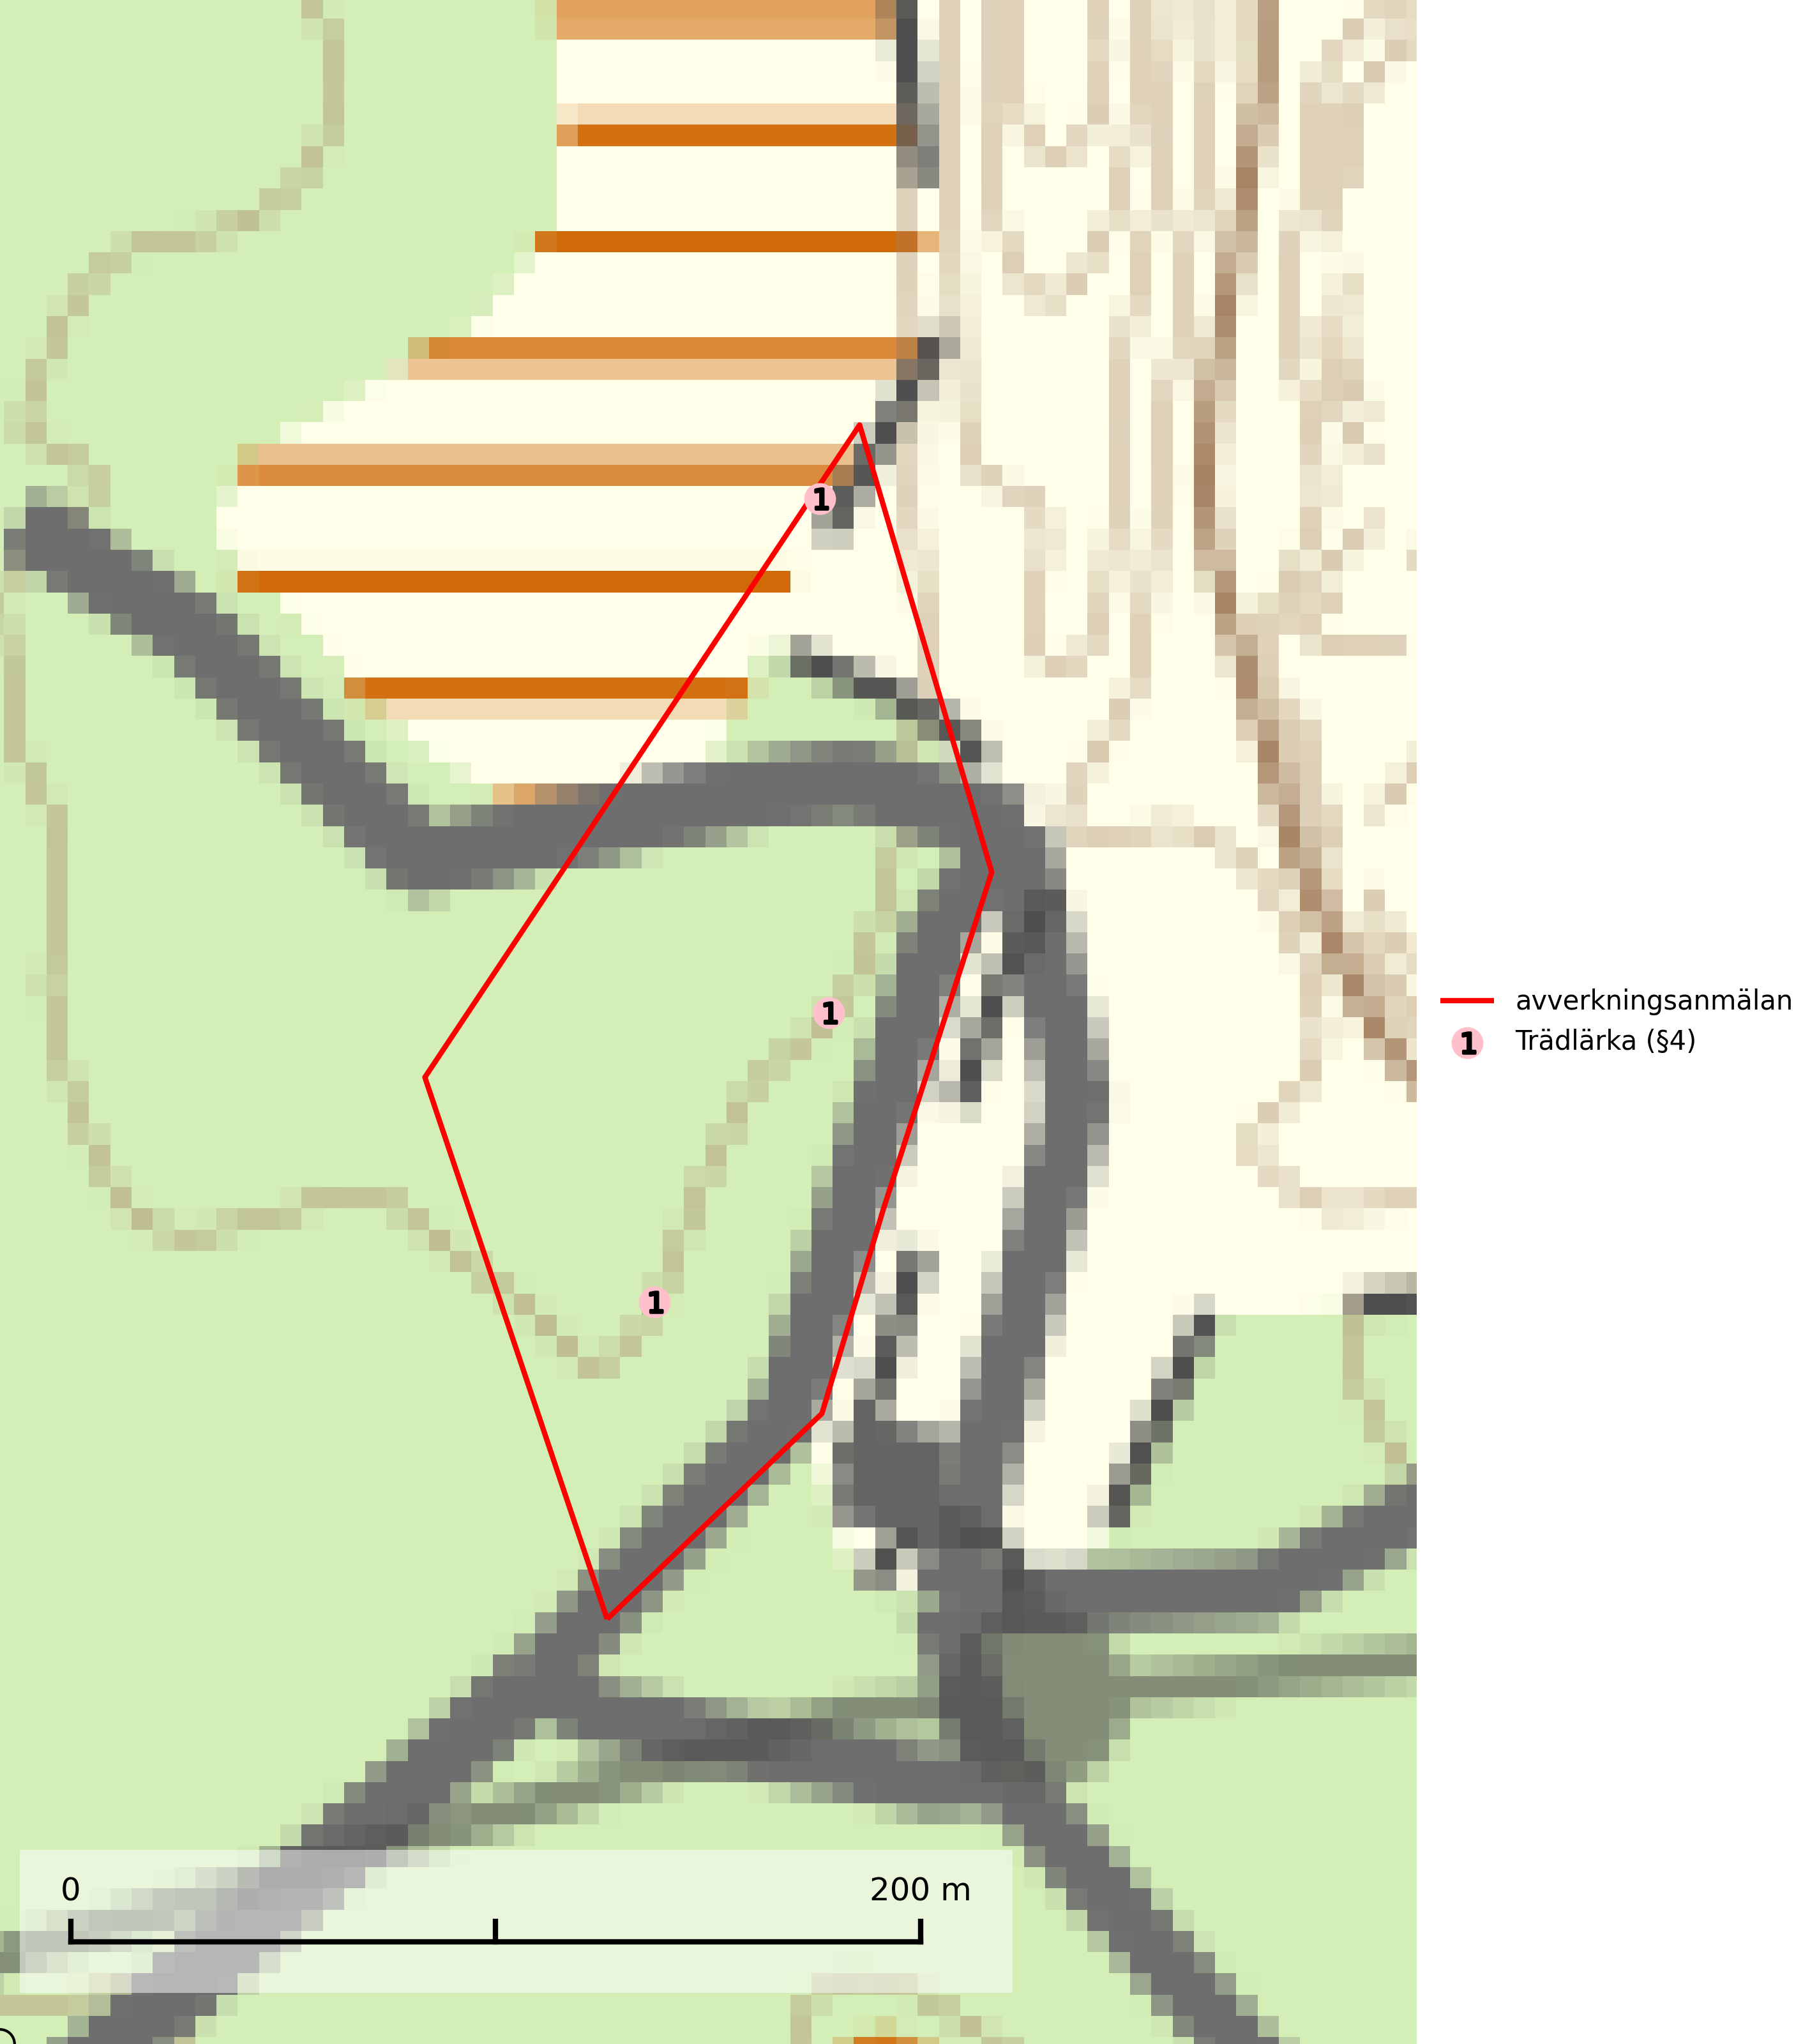 1
1
1
avverkningsanmälan
1 Trädlärka (§4)
0 200 m